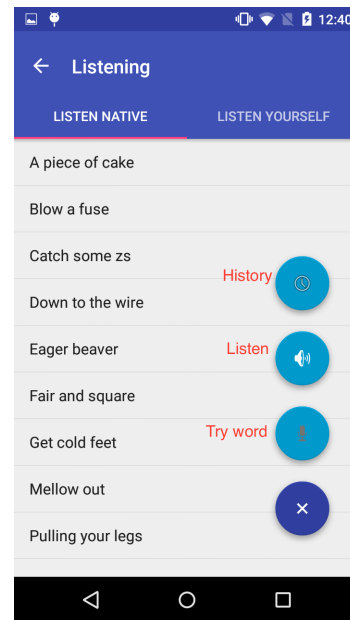 12:40
Listening
LISTEN NATIVE
LISTEN YOURSELF
A piece of cake
Blow a fuse
Catch some zs
History
Down to the wire
Eager beaver
Listen
Fair and square
Try word
Get cold feet
Mellow out
Pulling your legs